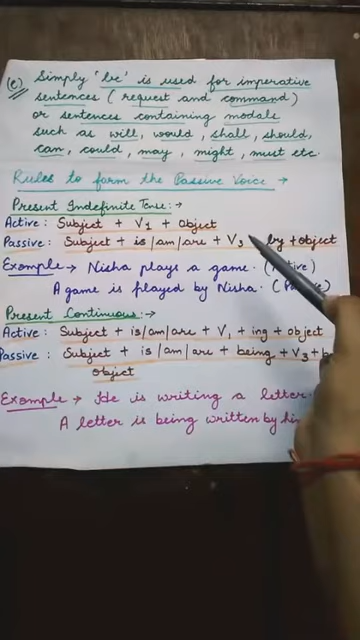 (c) Simply 'be' is used for imperative
sentences (request and command)
or sentences containing modals
such as will, would, shall, should,
can, could, may, might, must etc.
Rules to form the Passive Voice →
Present Indefinite Tense :→
Active : Subject + V1 + Object
Passive : Subject + is/am/are + V3 by + object
Example → Nisha plays a game. (Active)
A game is played by Nisha. (
Present Continuous :→
Active : Subject + is/am/are + V1 + ing + object
Passive : Subject + is/am/are + being + V3 +
object
Example → He is writing a letter.
A letter is being written by